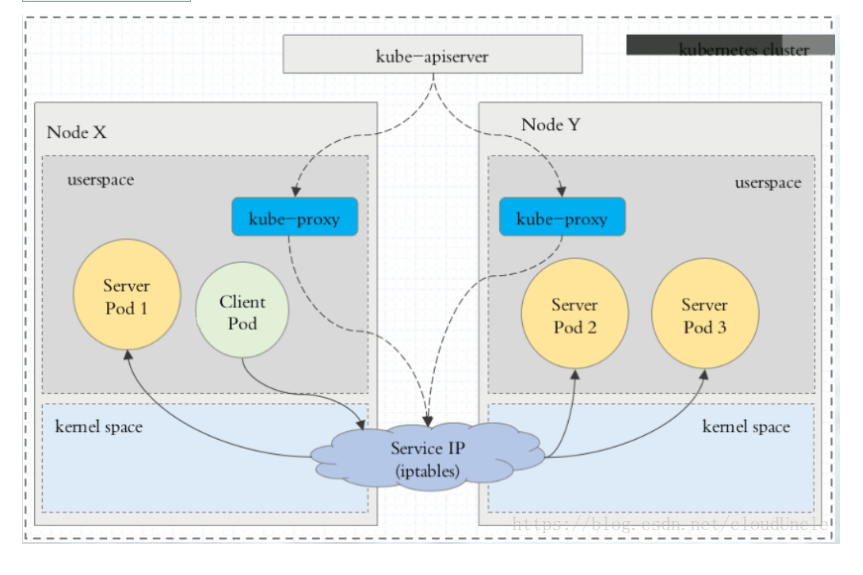 kube-apiserver
kubernetes cluster
Node X
Node Y
userspace
userspace
kube-proxy
kube-proxy
Server
Pod 1
Client
Pod
Server
Pod 2
Server
Pod 3
kernel space
Service IP
(iptables)
kernel space
https://blog.csdn.net/cloudUncle